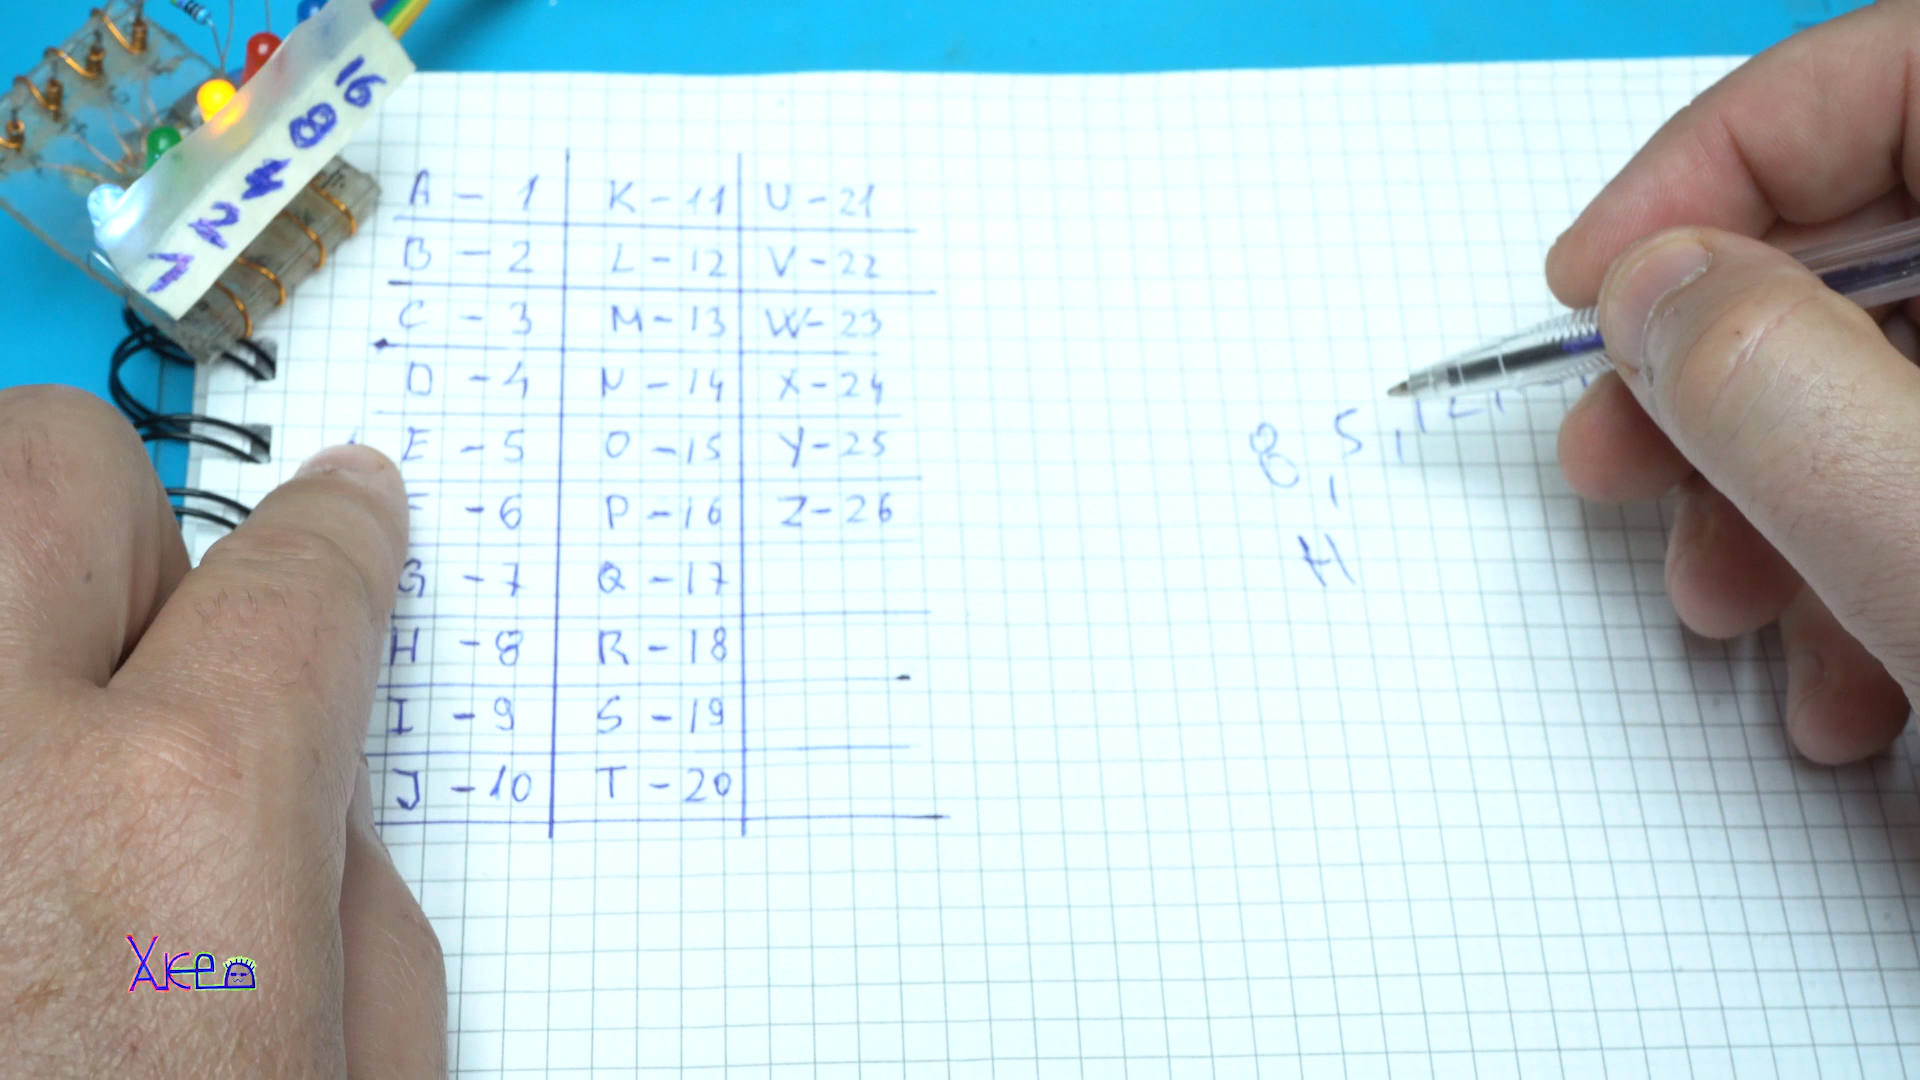 1 2 4 8 16
A - 1 K - 11 U - 21
B - 2 L - 12 V - 22
C - 3 M - 13 W - 23
D - 4 N - 14 X - 24
E - 5 O - 15 Y - 25
F - 6 P - 16 Z - 26
G - 7 Q - 17
H - 8 R - 18
I - 9 S - 19
J - 10 T - 20
8, 5,
H